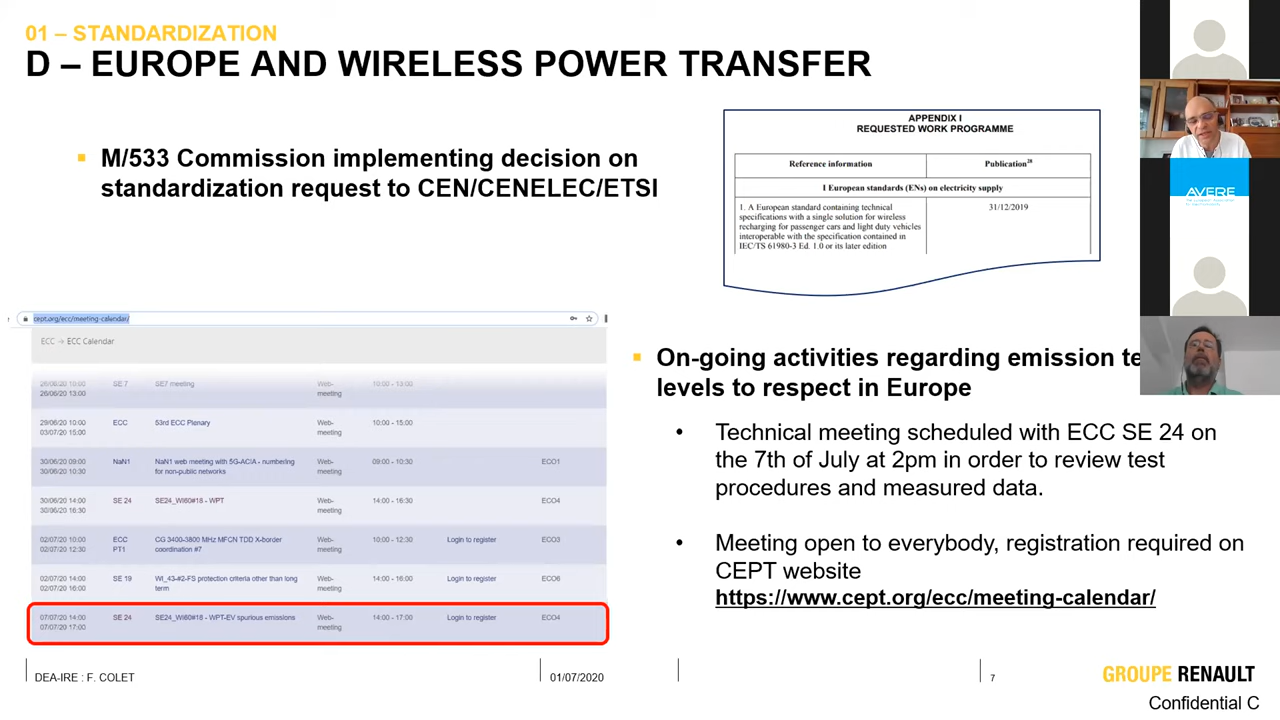 01 – STANDARDIZATION
D – EUROPE AND WIRELESS POWER TRANSFER
M/533 Commission implementing decision on
standardization request to CEN/CENELEC/ETSI
APPENDIX I
REQUESTED WORK PROGRAMME
Reference information Publication28
I European standards (ENs) on electricity supply
1. A European standard containing technical 31/12/2019
specifications with a single solution for wireless
recharging for passenger cars and light duty vehicles
interoperable with the specification contained in
IEC/TS 61980-3 Ed. 1.0 or its later edition
AVERE
cept.org/ecc/meeting-calendar/
ECC → ECC Calendar
26/06/20 10:00 SE 7 SE7 meeting Web- 10:00 - 13:00
26/06/20 13:00 meeting
29/06/20 10:00 ECC 53rd ECC Plenary Web- 10:00 - 15:00
03/07/20 15:00 meeting
30/06/20 09:00 NaN1 NaN1 web meeting with 5G-ACIA - numbering Web- 09:00 - 10:30 ECO1
30/06/20 10:30 for non-public networks meeting
30/06/20 14:00 SE 24 SE24_WI60#18 - WPT Web- 14:00 - 16:30 ECO4
30/06/20 16:30 meeting
02/07/20 10:00 ECC CG 3400-3800 MHz MFCN TDD X-border Web- 10:00 - 12:30 Login to register ECO3
02/07/20 12:30 PT1 coordination #7 meeting
02/07/20 14:00 SE 19 WI_43-#2-FS protection criteria other than long Web- 14:00 - 16:00 Login to register ECO6
02/07/20 16:00 term meeting
07/07/20 14:00 SE 24 SE24_WI60#18 - WPT-EV spurious emissions Web- 14:00 - 17:00 Login to register ECO4
07/07/20 17:00 meeting
On-going activities regarding emission te
levels to respect in Europe
• Technical meeting scheduled with ECC SE 24 on
the 7th of July at 2pm in order to review test
procedures and measured data.
• Meeting open to everybody, registration required on
CEPT website
https://www.cept.org/ecc/meeting-calendar/
DEA-IRE : F. COLET
01/07/2020
7
GROUPE RENAULT
Confidential C